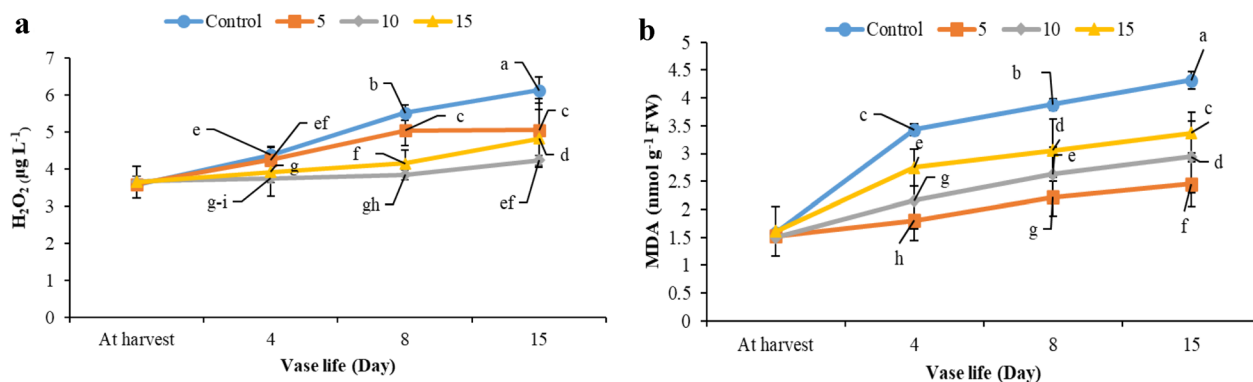 a
Control 5 10 15
7
6
5
4
3
2
1
0
H₂O₂ (µg L⁻¹)
a
b
c
c
e
ef
f
g
d
g-i
gh
ef
At harvest 4 8 15
Vase life (Day)
b
Control 5 10 15
5
4.5
4
3.5
3
2.5
2
1.5
1
0.5
0
MDA (nmol g⁻¹ FW)
a
b
c
c
d
e
e
d
g
g
f
h
At harvest 4 8 15
Vase life (Day)